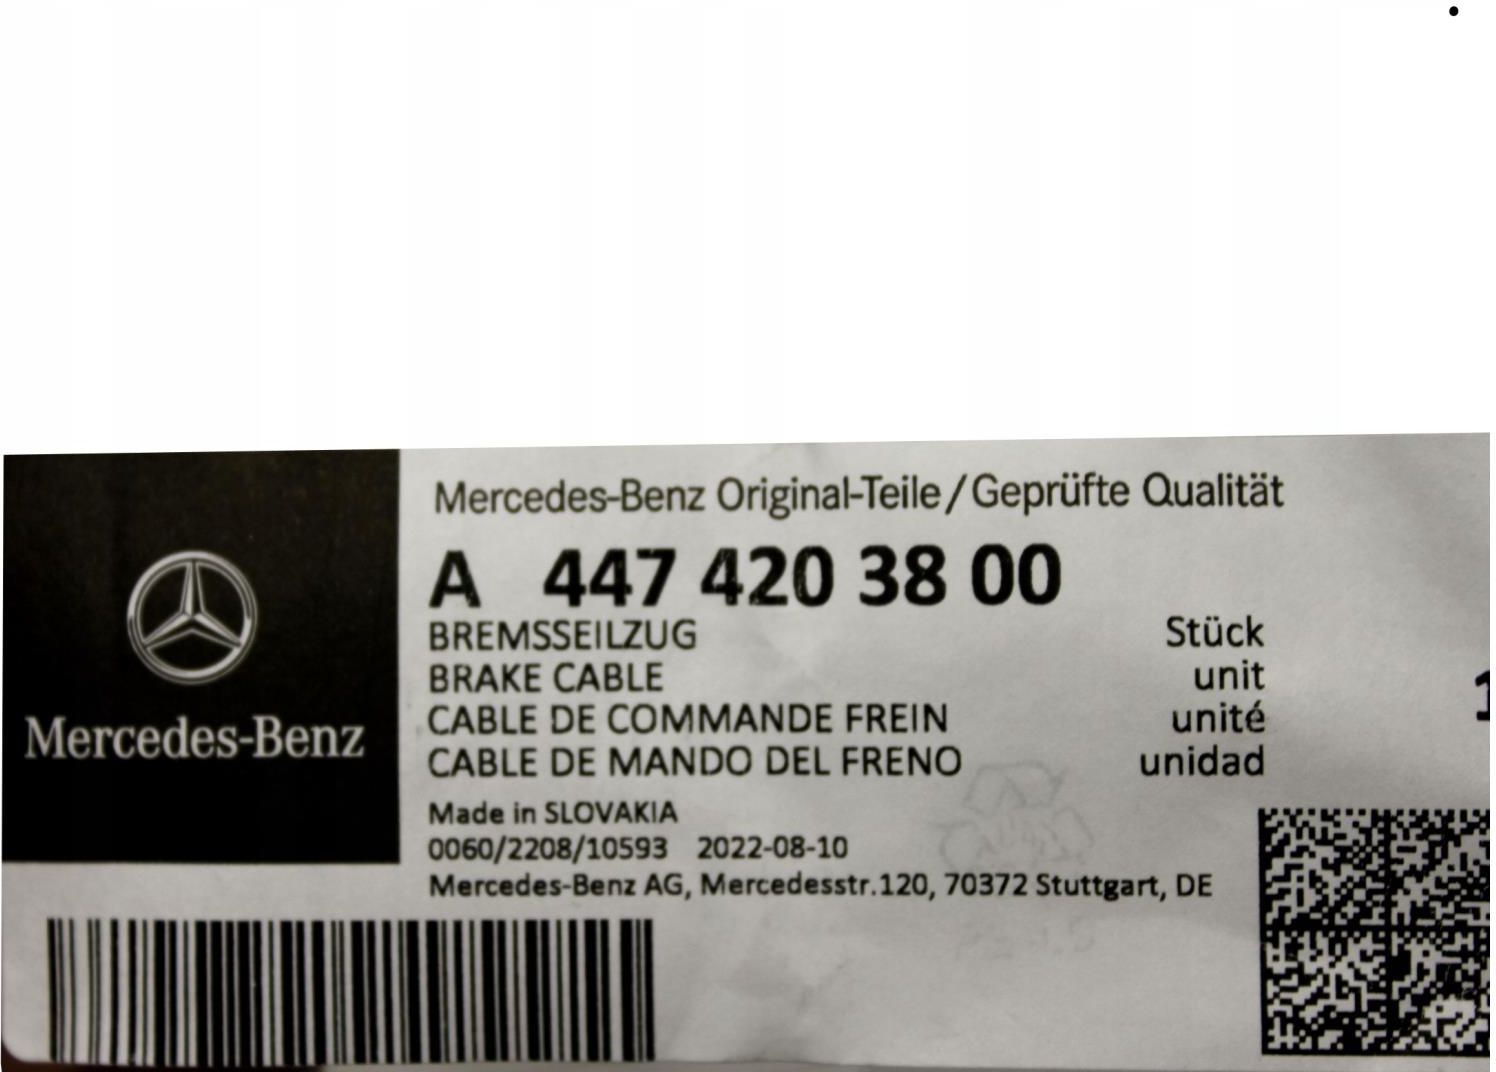 Mercedes-Benz Original-Teile/Geprüfte Qualität
A 447 420 38 00
BREMSSEILZUG Stück
BRAKE CABLE unit
CABLE DE COMMANDE FREIN unité
CABLE DE MANDO DEL FRENO unidad
1
Mercedes-Benz
Made in SLOVAKIA
0060/2208/10593 2022-08-10
Mercedes-Benz AG, Mercedesstr.120, 70372 Stuttgart, DE